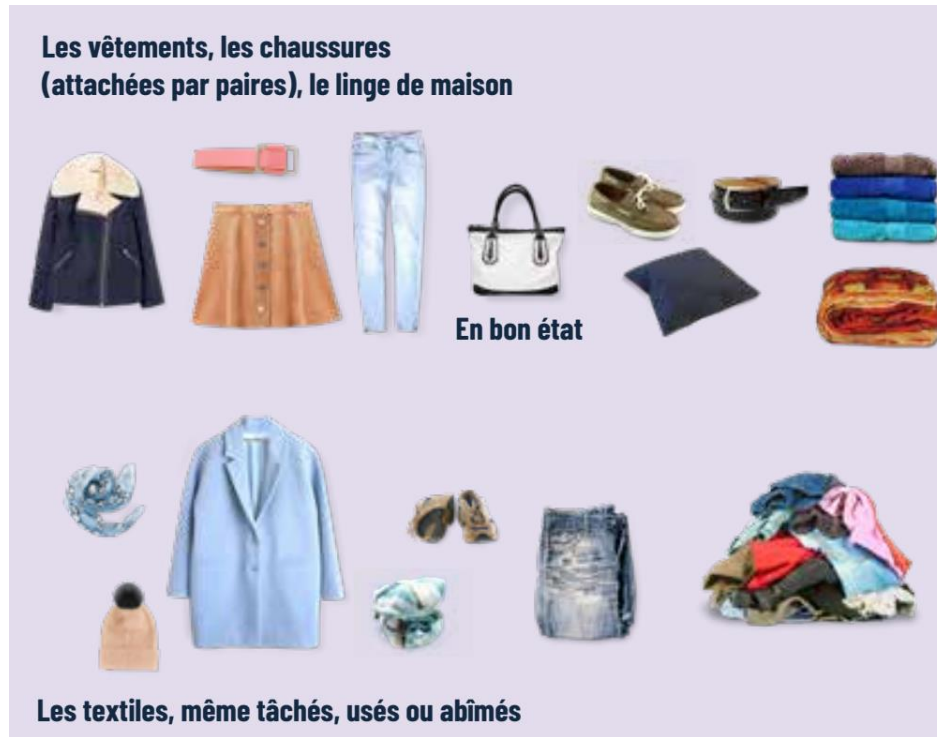 Les vêtements, les chaussures
(attachées par paires), le linge de maison
En bon état
Les textiles, même tâchés, usés ou abîmés